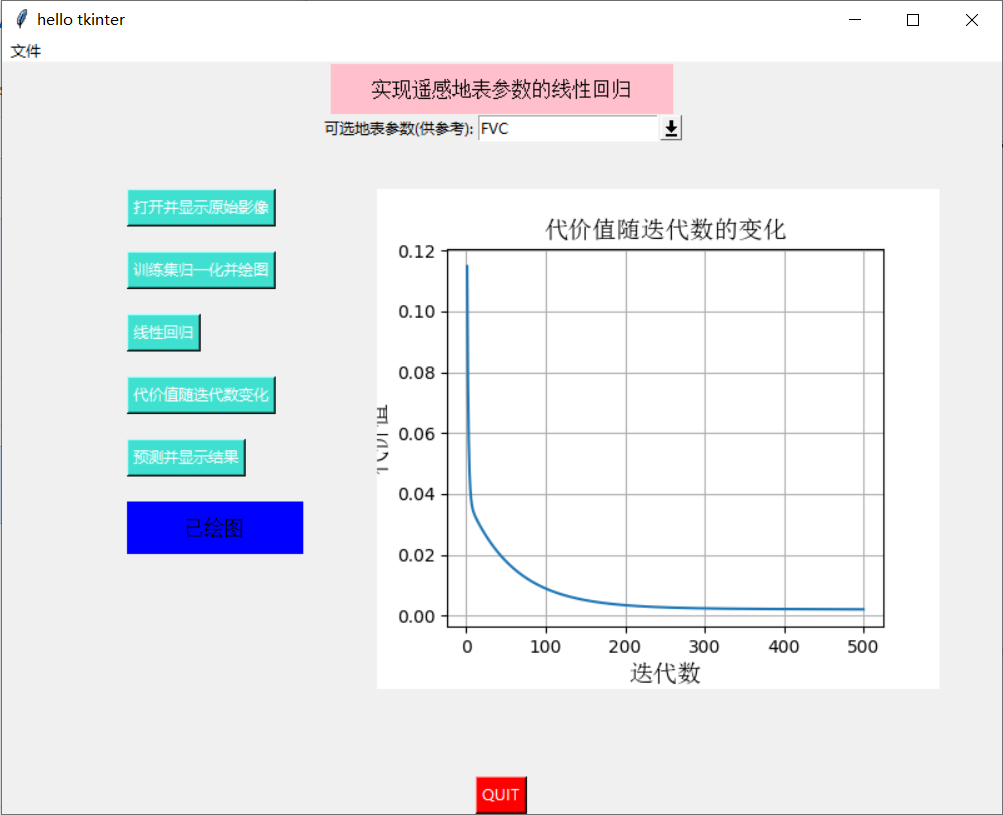 hello tkinter
文件
实现遥感地表参数的线性回归
可选地表参数(供参考): FVC
打开并显示原始影像
训练集归一化并绘图
线性回归
代价值随迭代数变化
预测并显示结果
已绘图
代价值随迭代数的变化
0.12
0.10
0.08
0.06
0.04
0.02
0.00
0 100 200 300 400 500
迭代数
QUIT